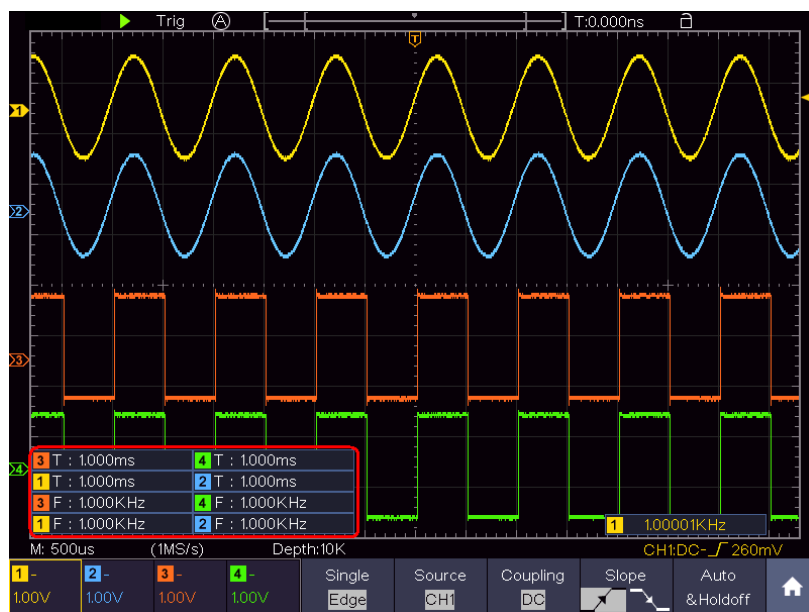 Trig A T:0.000ns
T
1
2
3
4
3 T : 1.000ms 4 T : 1.000ms
1 T : 1.000ms 2 T : 1.000ms
3 F : 1.000KHz 4 F : 1.000KHz
1 F : 1.000KHz 2 F : 1.000KHz
1 1.00001KHz
M: 500us (1MS/s) Depth:10K CH1:DC- 260mV
1 - 2 - 3 - 4 - Single Source Coupling Slope Auto
1.00V 1.00V 1.00V 1.00V Edge CH1 DC &Holdoff